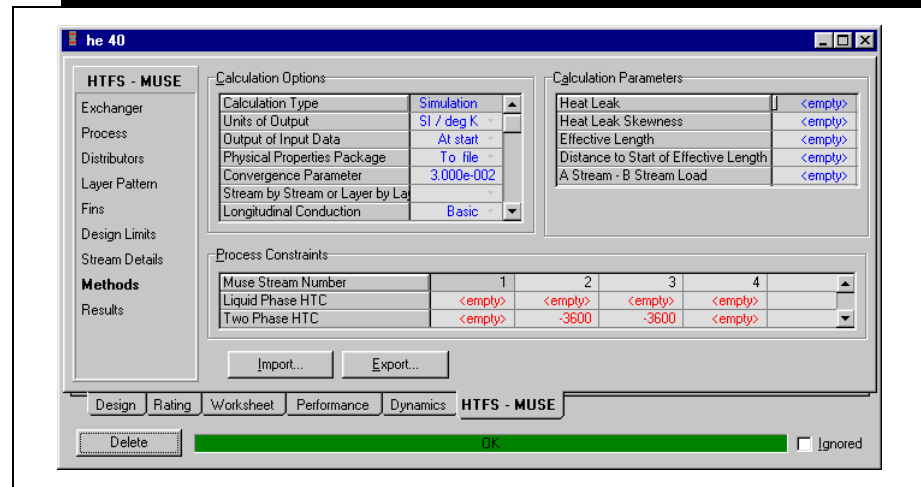 he 40
HTFS - MUSE
Exchanger
Process
Distributors
Layer Pattern
Fins
Design Limits
Stream Details
Methods
Results
Calculation Options
Calculation Type Simulation
Units of Output SI / deg K
Output of Input Data At start
Physical Properties Package To file
Convergence Parameter 3.000e-002
Stream by Stream or Layer by Lay
Longitudinal Conduction Basic
Calculation Parameters
Heat Leak <empty>
Heat Leak Skewness <empty>
Effective Length <empty>
Distance to Start of Effective Length <empty>
A Stream - B Stream Load <empty>
Process Constraints
Muse Stream Number 1 2 3 4
Liquid Phase HTC <empty> <empty> <empty> <empty>
Two Phase HTC <empty> -3600 -3600 <empty>
Import... Export...
Design Rating Worksheet Performance Dynamics HTFS - MUSE
Delete OK Ignored